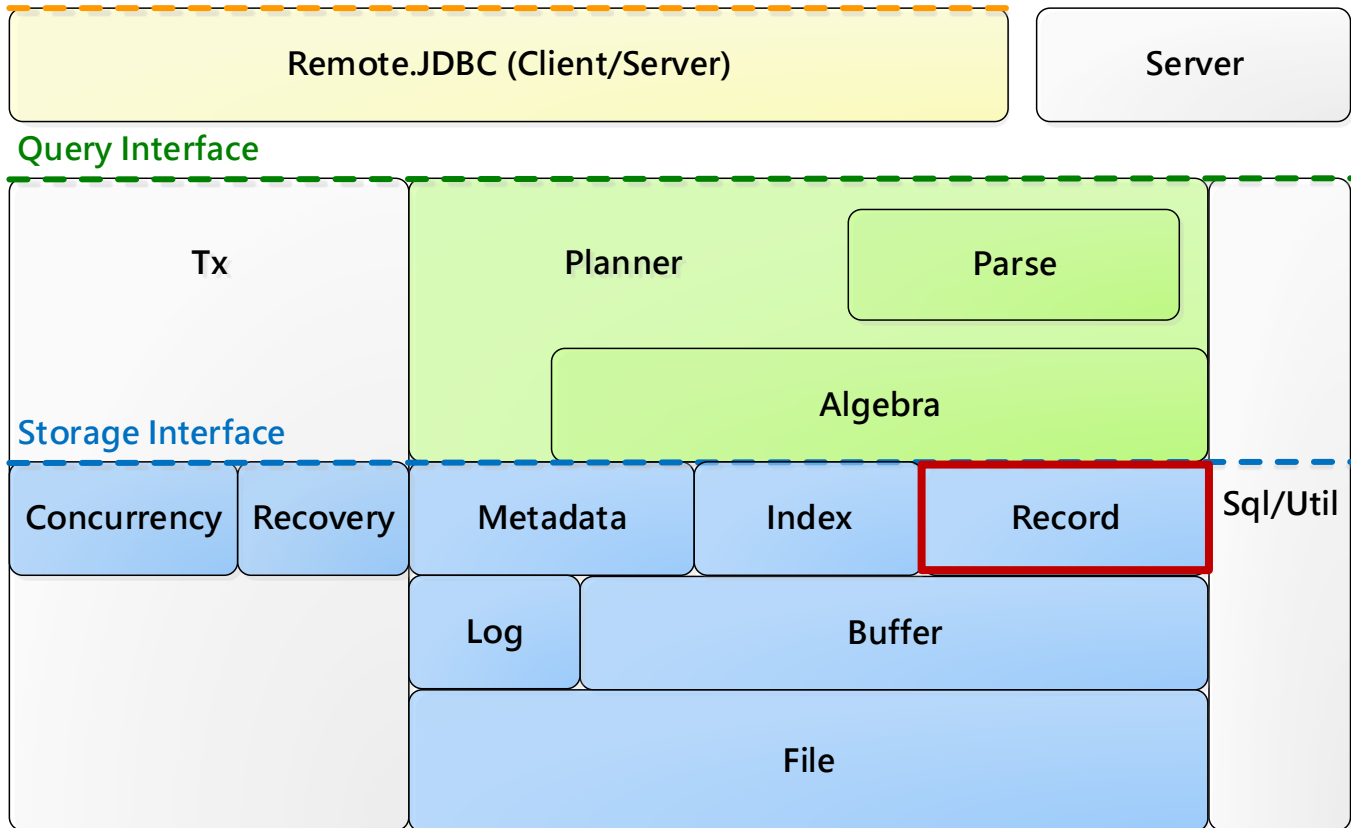 Remote.JDBC (Client/Server)
Server
Query Interface
Tx
Planner
Parse
Algebra
Storage Interface
Concurrency
Recovery
Metadata
Index
Record
Sql/Util
Log
Buffer
File